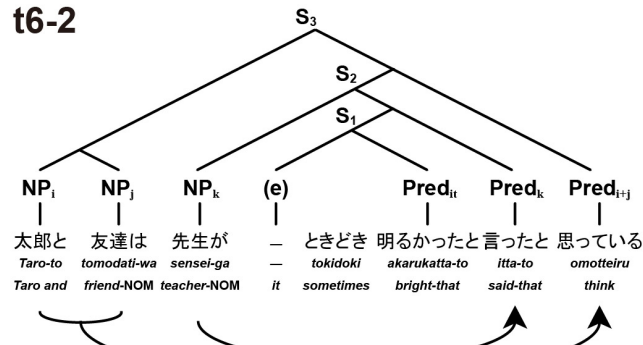 t6-2
S3
S2
S1
NPi NPj NPk (e) Predit Predk Predi+j
太郎と 友達は 先生が – ときどき 明るかったと 言ったと 思っている
Taro-to tomodati-wa sensei-ga – tokidoki akarukatta-to itta-to omotteiru
Taro and friend-NOM teacher-NOM it sometimes bright-that said-that think